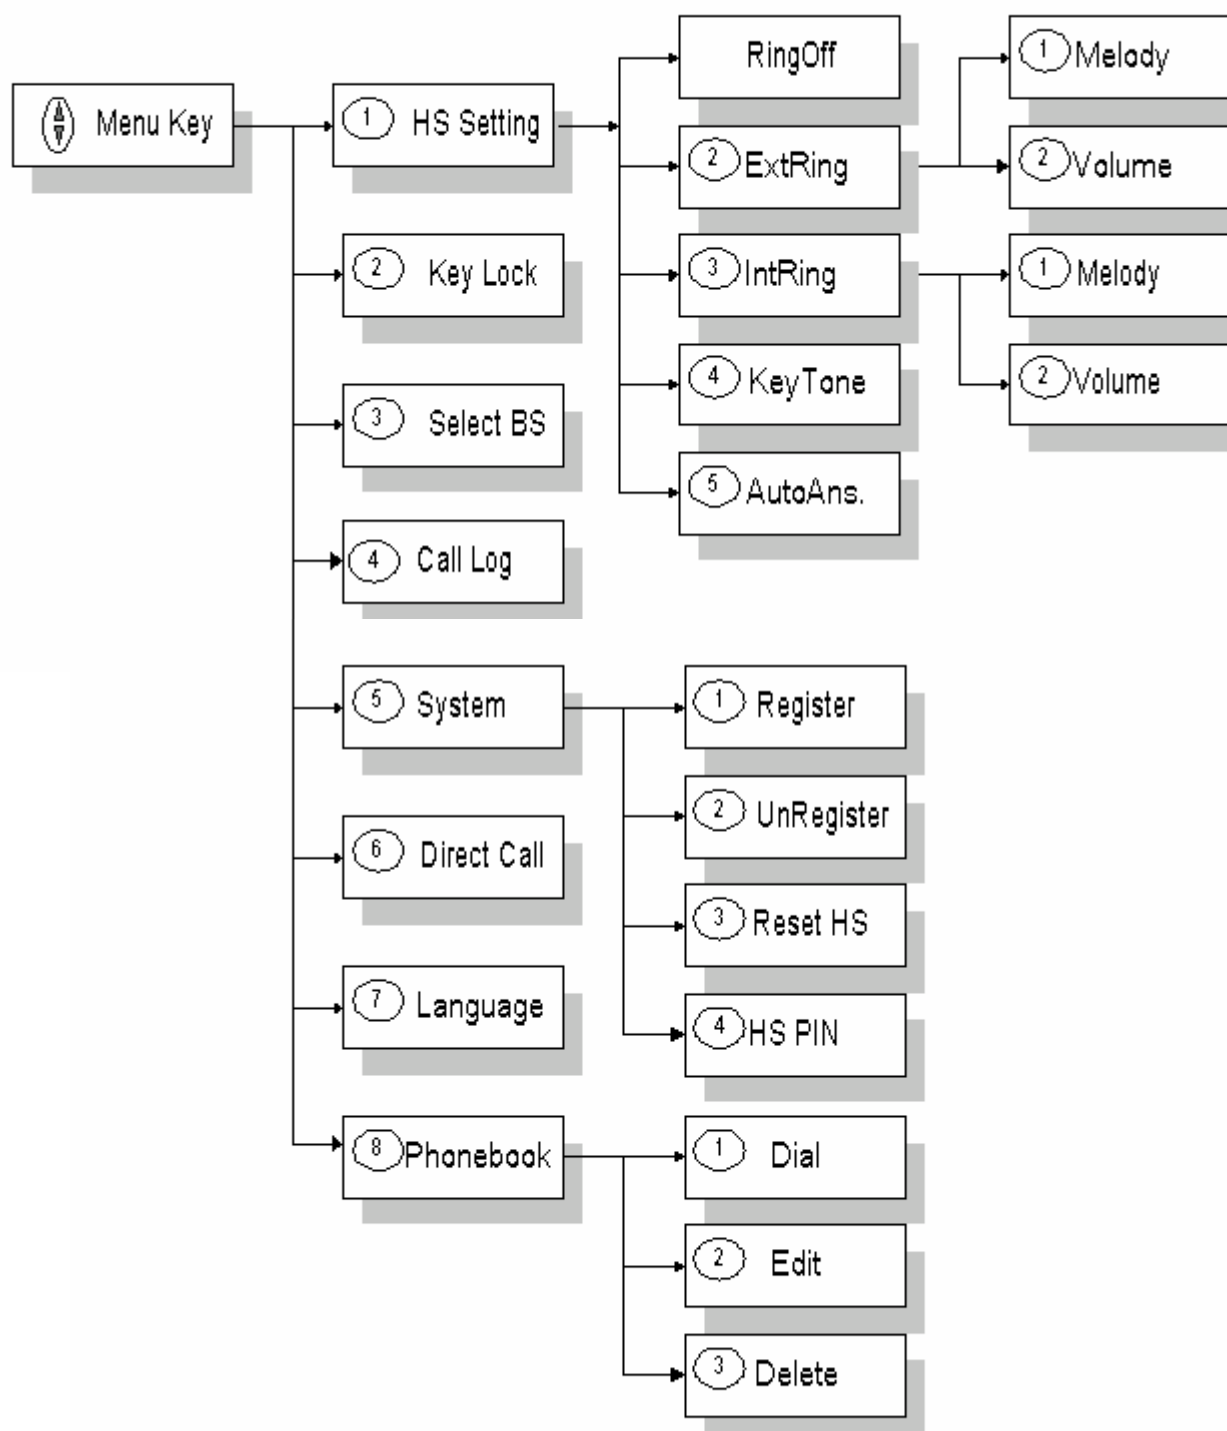 Menu Key
1 HS Setting
RingOff
2 ExtRing
1 Melody
2 Volume
3 IntRing
1 Melody
2 Volume
4 KeyTone
5 AutoAns.
2 Key Lock
3 Select BS
4 Call Log
5 System
1 Register
2 UnRegister
3 Reset HS
4 HS PIN
6 Direct Call
7 Language
8 Phonebook
1 Dial
2 Edit
3 Delete